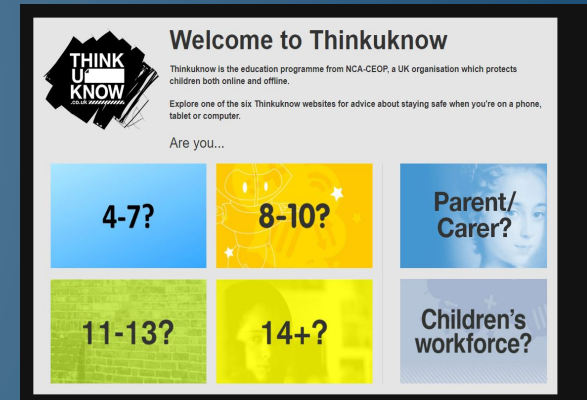 THINK
U
KNOW
.co.uk
Welcome to Thinkuknow
Thinkuknow is the education programme from NCA-CEOP, a UK organisation which protects
children both online and offline.
Explore one of the six Thinkuknow websites for advice about staying safe when you're on a phone,
tablet or computer.
Are you...
4-7?
8-10?
Parent/
Carer?
11-13?
14+?
Children's
workforce?